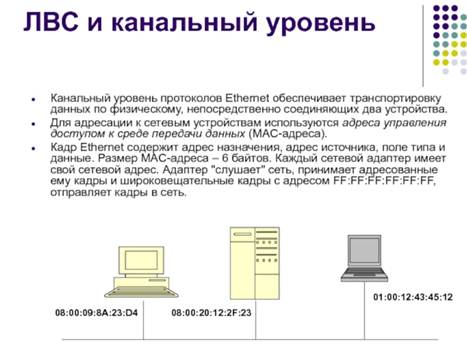 ЛВС и канальный уровень
Канальный уровень протоколов Ethernet обеспечивает транспортировку
данных по физическому, непосредственно соединяющих два устройства.
Для адресации к сетевым устройствам используются адреса управления
доступом к среде передачи данных (MAC-адреса).
Кадр Ethernet содержит адрес назначения, адрес источника, поле типа и
данные. Размер MAC-адреса – 6 байтов. Каждый сетевой адаптер имеет
свой сетевой адрес. Адаптер "слушает" сеть, принимает адресованные
ему кадры и широковещательные кадры с адресом FF:FF:FF:FF:FF:FF,
отправляет кадры в сеть.
01:00:12:43:45:12
08:00:09:8A:23:D4 08:00:20:12:2F:23